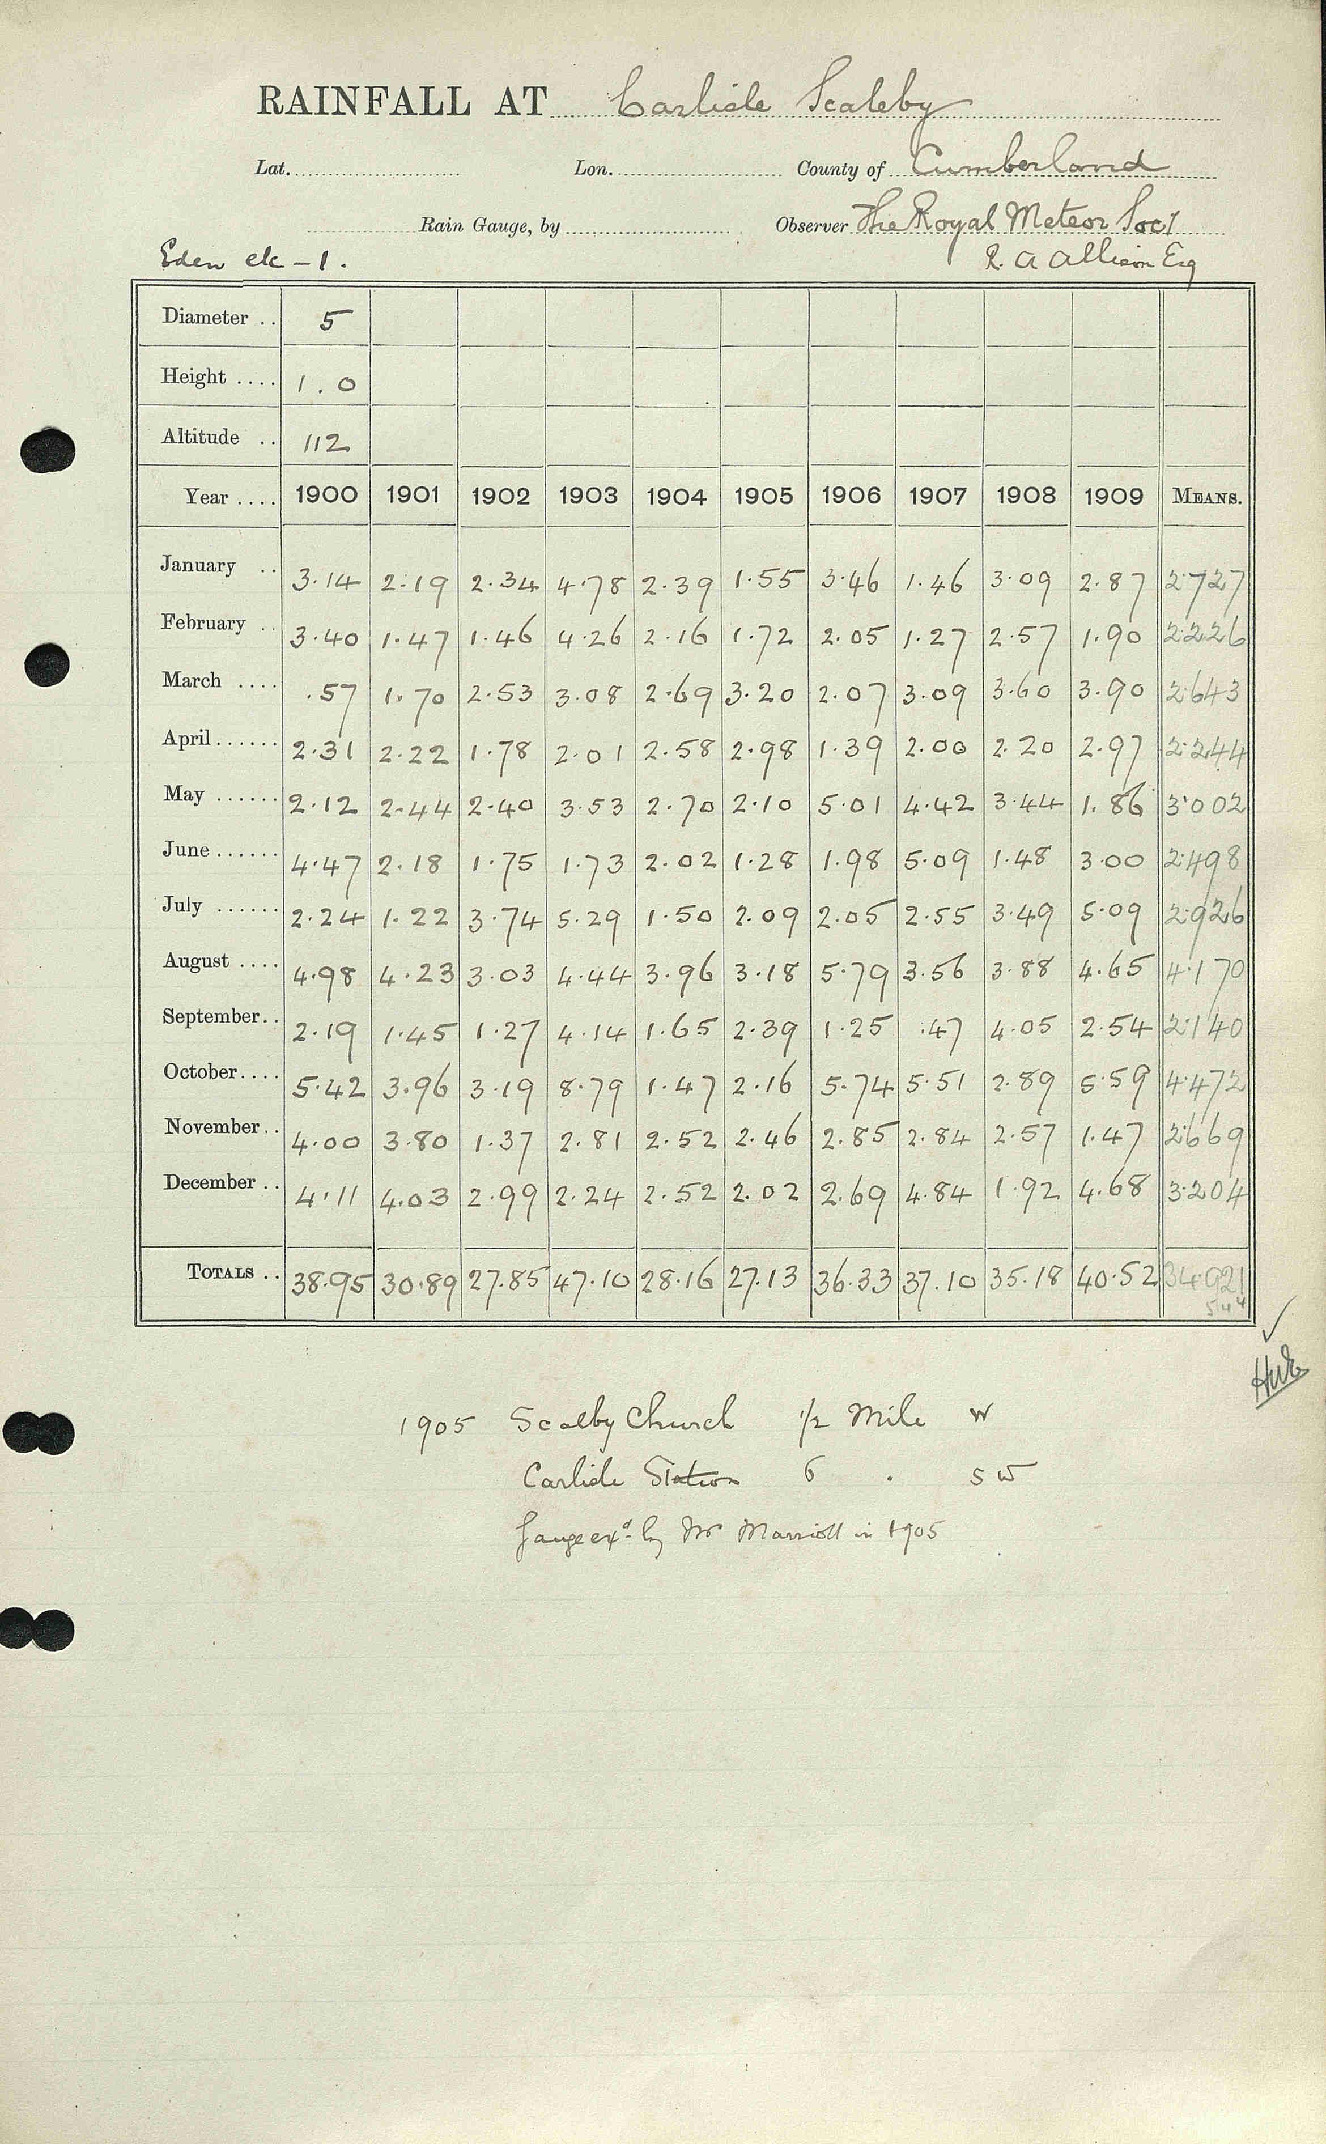 RAINFALL AT Carlisle Scaleby
Lat. Lon. County of Cumberland
Rain Gauge, by Observer The Royal Meteor Socy
Eden etc - 1. R. A Allison Esq
Diameter .. 5
Height .... 1.0
Altitude .. 112
Year .... 1900 1901 1902 1903 1904 1905 1906 1907 1908 1909 MEANS.
January .. 3.14 2.19 2.34 4.78 2.39 1.55 3.46 1.46 3.09 2.87 2.727
February .. 3.40 1.47 1.46 4.26 2.16 1.72 2.05 1.27 2.57 1.90 2.226
March .... .57 1.70 2.53 3.08 2.69 3.20 2.07 3.09 3.60 3.90 2.643
April ...... 2.31 2.22 1.78 2.01 2.58 2.98 1.39 2.00 2.20 2.97 2.244
May ...... 2.12 2.44 2.40 3.53 2.70 2.10 5.01 4.42 3.44 1.86 3.002
June ...... 4.47 2.18 1.75 1.73 2.02 1.28 1.98 5.09 1.48 3.00 2.498
July ...... 2.24 1.22 3.74 5.29 1.50 2.09 2.05 2.55 3.49 5.09 2.926
August .... 4.98 4.23 3.03 4.44 3.96 3.18 5.79 3.56 3.88 4.65 4.170
September.. 2.19 1.45 1.27 4.14 1.65 2.39 1.25 .47 4.05 2.54 2.140
October.... 5.42 3.96 3.19 8.79 1.47 2.16 5.74 5.51 2.89 5.59 4.472
November.. 4.00 3.80 1.37 2.81 2.52 2.46 2.85 2.84 2.57 1.47 2.669
December .. 4.11 4.03 2.99 2.24 2.52 2.02 2.69 4.84 1.92 4.68 3.204
TOTALS .. 38.95 30.89 27.85 47.10 28.16 27.13 36.33 37.10 35.18 40.52 34.921
1905 Scalby Church 1/2 Mile W
Carlisle Station 6 . SW
Gauge exd. by Mr Marriott in 1905